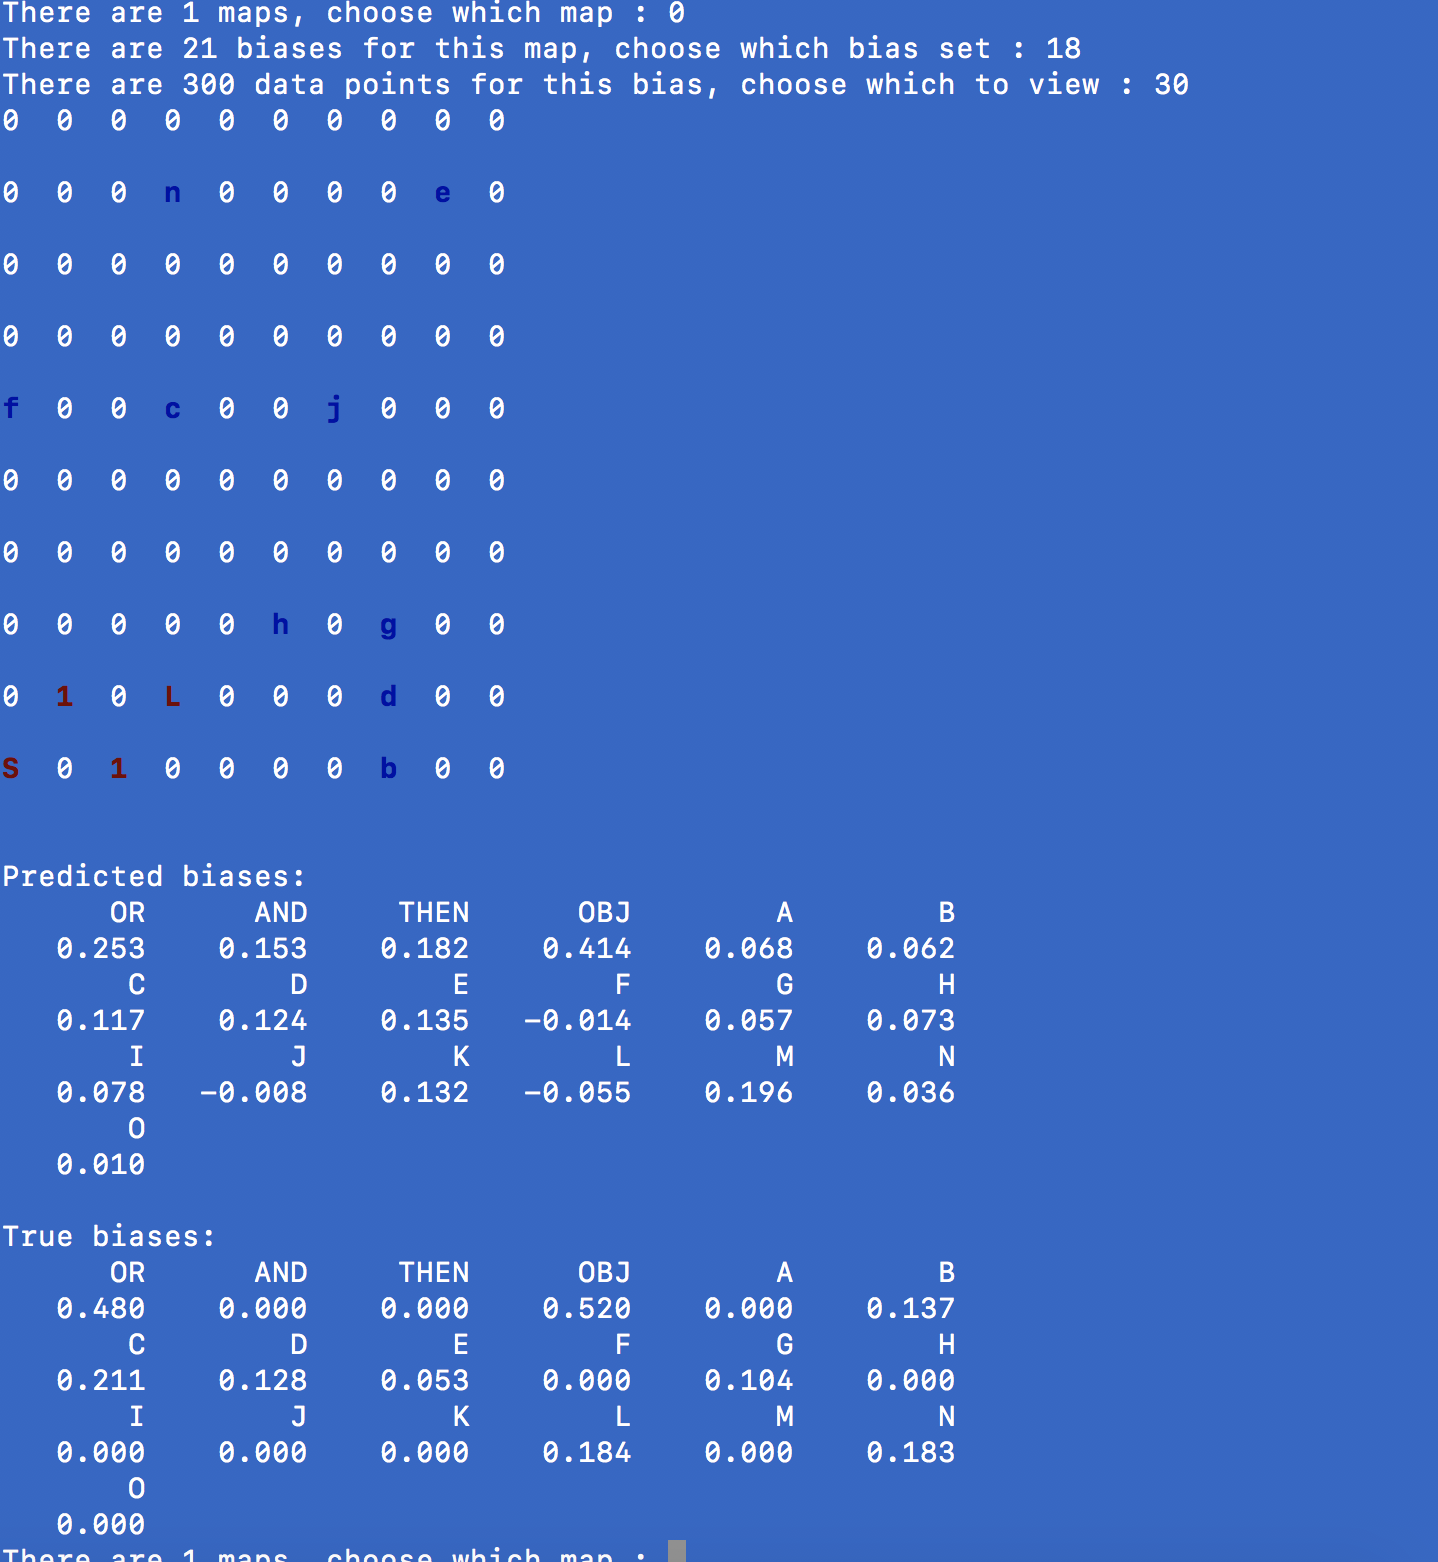 There are 1 maps, choose which map : 0
There are 21 biases for this map, choose which bias set : 18
There are 300 data points for this bias, choose which to view : 30
0  0  0  0  0  0  0  0  0  0
0  0  0  n  0  0  0  0  e  0
0  0  0  0  0  0  0  0  0  0
0  0  0  0  0  0  0  0  0  0
f  0  0  c  0  0  j  0  0  0
0  0  0  0  0  0  0  0  0  0
0  0  0  0  0  0  0  0  0  0
0  0  0  0  0  h  0  g  0  0
0  1  0  L  0  0  0  d  0  0
S  0  1  0  0  0  0  b  0  0
Predicted biases:
      OR      AND     THEN      OBJ        A        B
   0.253    0.153    0.182    0.414    0.068    0.062
       C        D        E        F        G        H
   0.117    0.124    0.135   -0.014    0.057    0.073
       I        J        K        L        M        N
   0.078   -0.008    0.132   -0.055    0.196    0.036
       O
   0.010
True biases:
      OR      AND     THEN      OBJ        A        B
   0.480    0.000    0.000    0.520    0.000    0.137
       C        D        E        F        G        H
   0.211    0.128    0.053    0.000    0.104    0.000
       I        J        K        L        M        N
   0.000    0.000    0.000    0.184    0.000    0.183
       O
   0.000
There are 1 maps, choose which map :